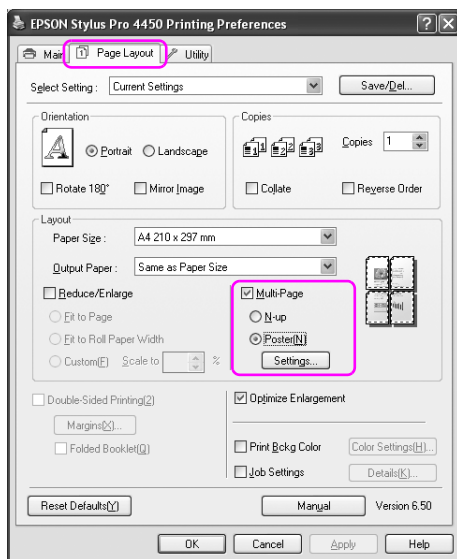 EPSON Stylus Pro 4450 Printing Preferences
Main Page Layout Utility
Select Setting : Current Settings Save/Del...
Orientation Copies
Portrait Landscape Copies 1
Rotate 180° Mirror Image Collate Reverse Order
Layout
Paper Size : A4 210 x 297 mm
Output Paper : Same as Paper Size
Reduce/Enlarge Multi-Page
Fit to Page N-up
Fit to Roll Paper Width Poster(N)
Custom(F) Scale to % Settings...
Double-Sided Printing(2) Optimize Enlargement
Margins(X)...
Folded Booklet(Q) Print Bckg Color Color Settings(H)...
Job Settings Details(K)...
Reset Defaults(Y) Manual Version 6.50
OK Cancel Apply Help